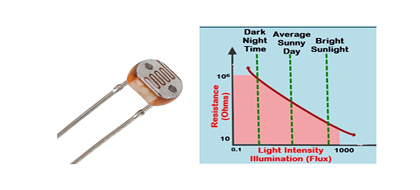 Dark
Night
Time
Average
Sunny
Day
Bright
Sunlight
Resistance
(Ohms)
10⁶
10
0.1
1000
Light Intensity
Illumination (Flux)